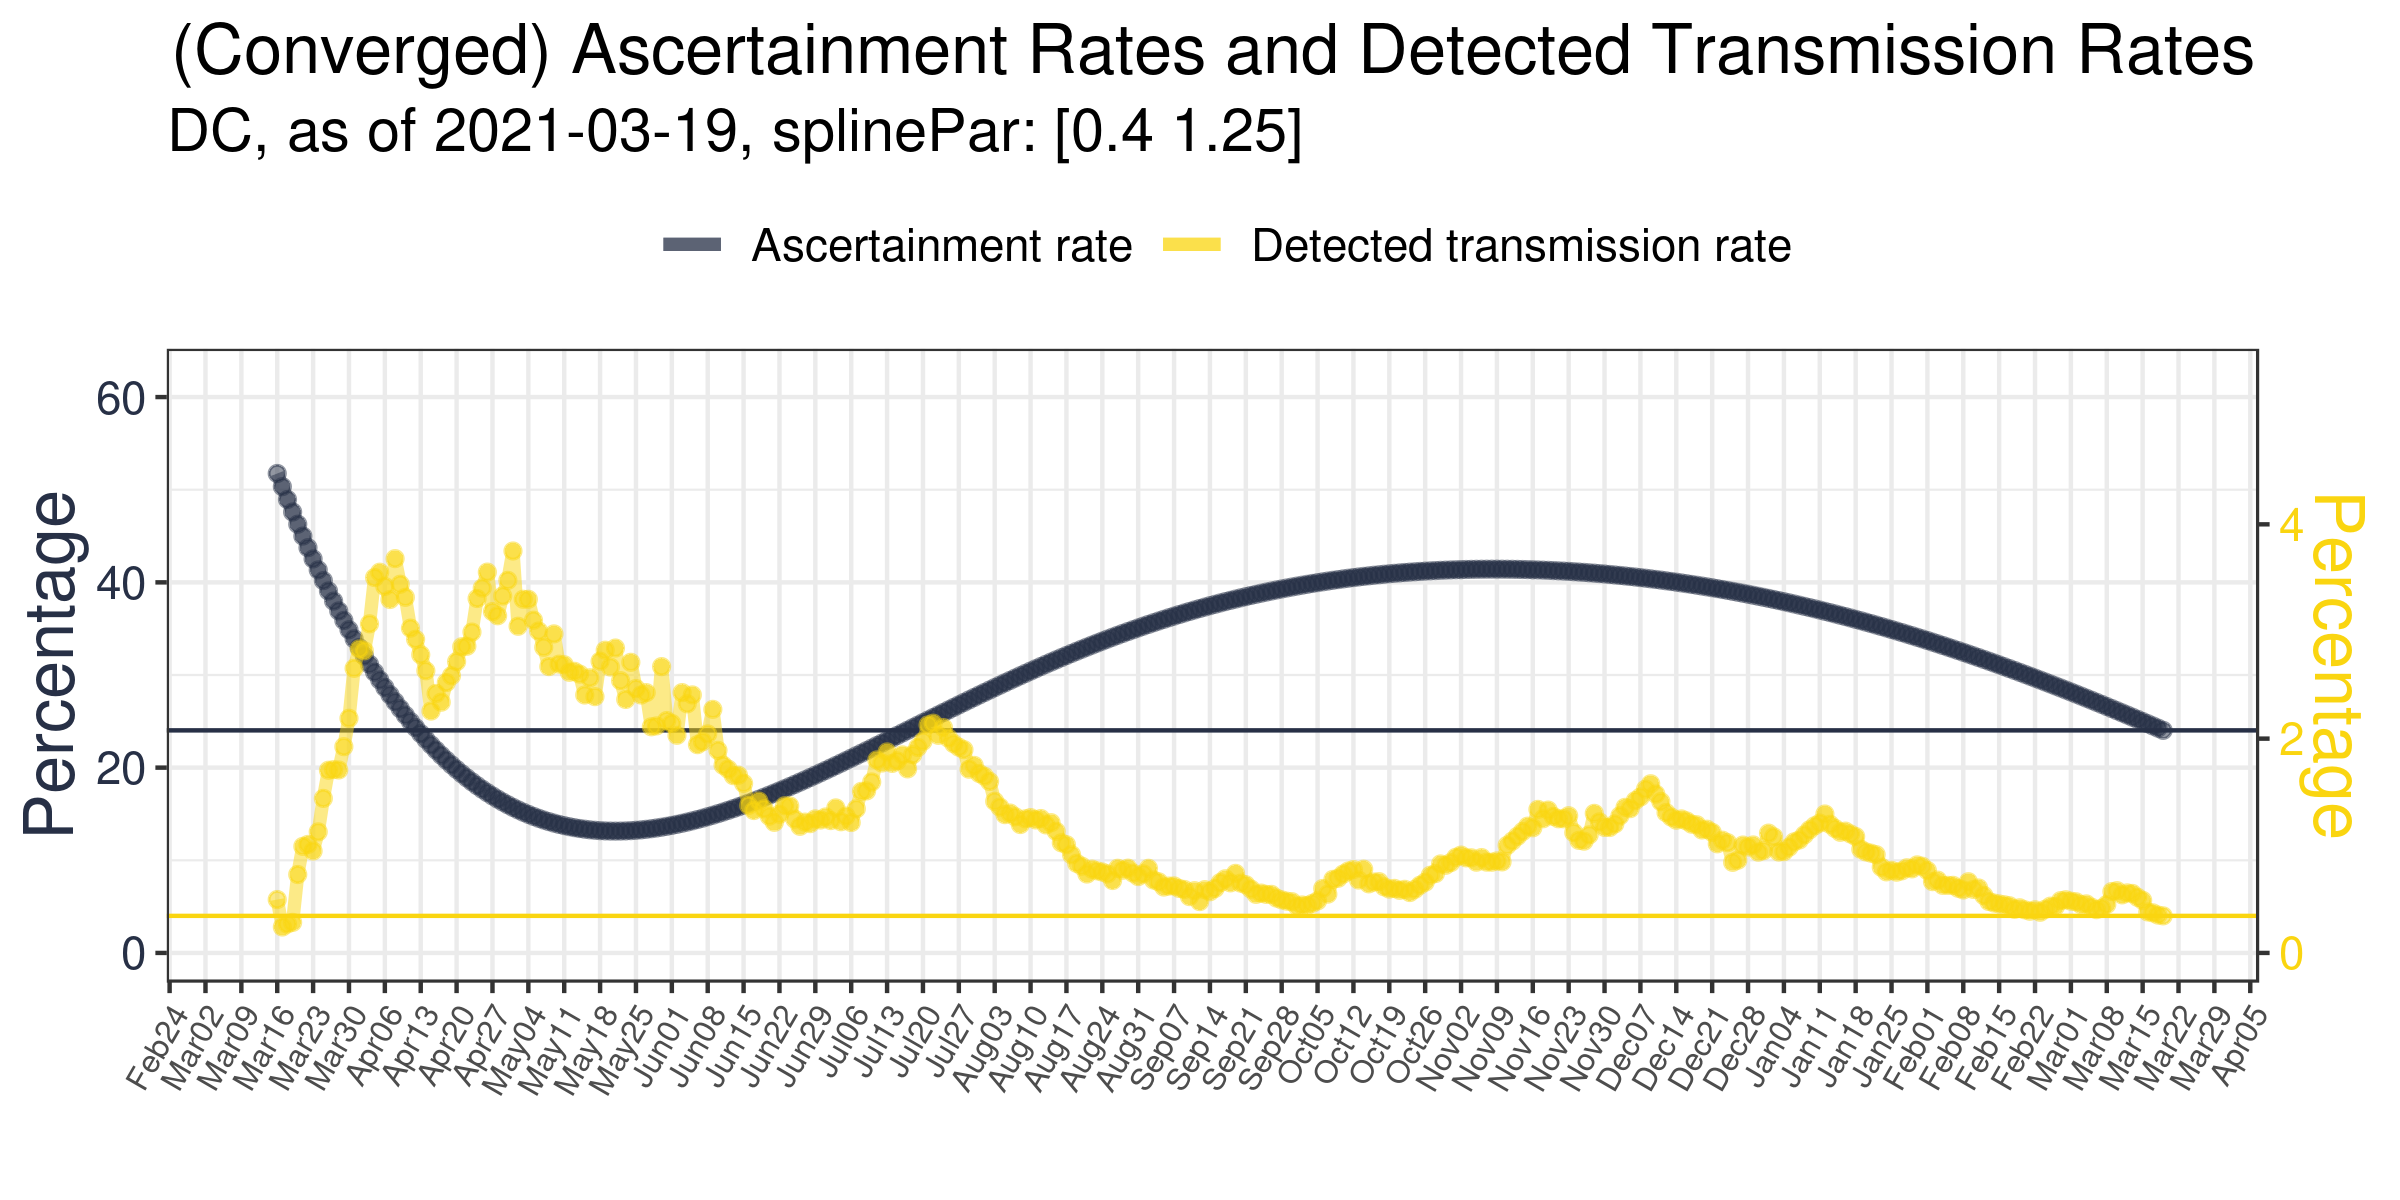 (Converged) Ascertainment Rates and Detected Transmission Rates
DC, as of 2021-03-19, splinePar: [0.4 1.25]
Ascertainment rate
Detected transmission rate
Percentage
60
40
20
0
4
2
0
Percentage
Feb24
Mar02
Mar09
Mar16
Mar23
Mar30
Apr06
Apr13
Apr20
Apr27
May04
May11
May18
May25
Jun01
Jun08
Jun15
Jun22
Jun29
Jul06
Jul13
Jul20
Jul27
Aug03
Aug10
Aug17
Aug24
Aug31
Sep07
Sep14
Sep21
Sep28
Oct05
Oct12
Oct19
Oct26
Nov02
Nov09
Nov16
Nov23
Nov30
Dec07
Dec14
Dec21
Dec28
Jan04
Jan11
Jan18
Jan25
Feb01
Feb08
Feb15
Feb22
Mar01
Mar08
Mar15
Mar22
Mar29
Apr05